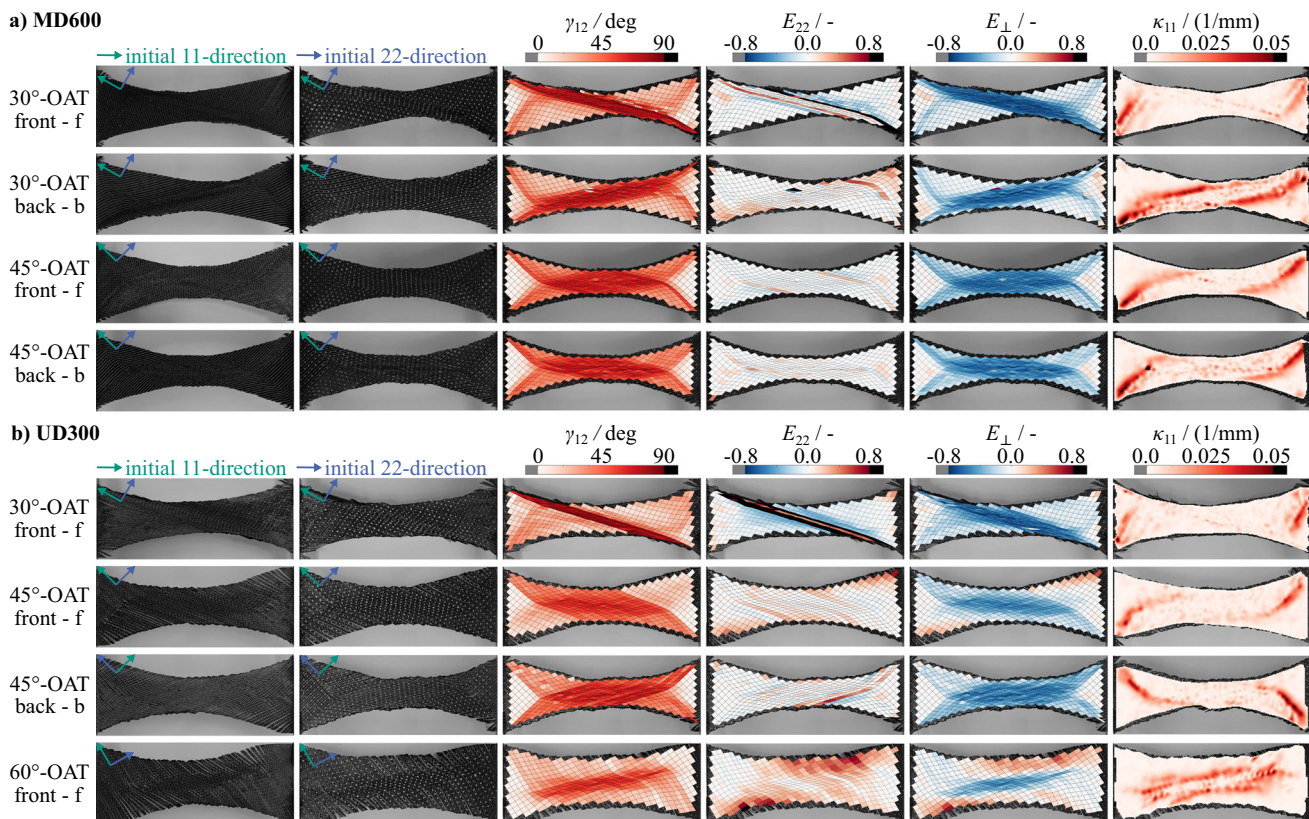 a) MD600
γ₁₂ / deg
E₂₂ / -
E⊥ / -
κ₁₁ / (1/mm)
0 45 90
-0.8 0.0 0.8
-0.8 0.0 0.8
0.0 0.025 0.05
initial 11-direction
initial 22-direction
30°-OAT
front - f
30°-OAT
back - b
45°-OAT
front - f
45°-OAT
back - b
b) UD300
γ₁₂ / deg
E₂₂ / -
E⊥ / -
κ₁₁ / (1/mm)
0 45 90
-0.8 0.0 0.8
-0.8 0.0 0.8
0.0 0.025 0.05
initial 11-direction
initial 22-direction
30°-OAT
front - f
45°-OAT
front - f
45°-OAT
back - b
60°-OAT
front - f